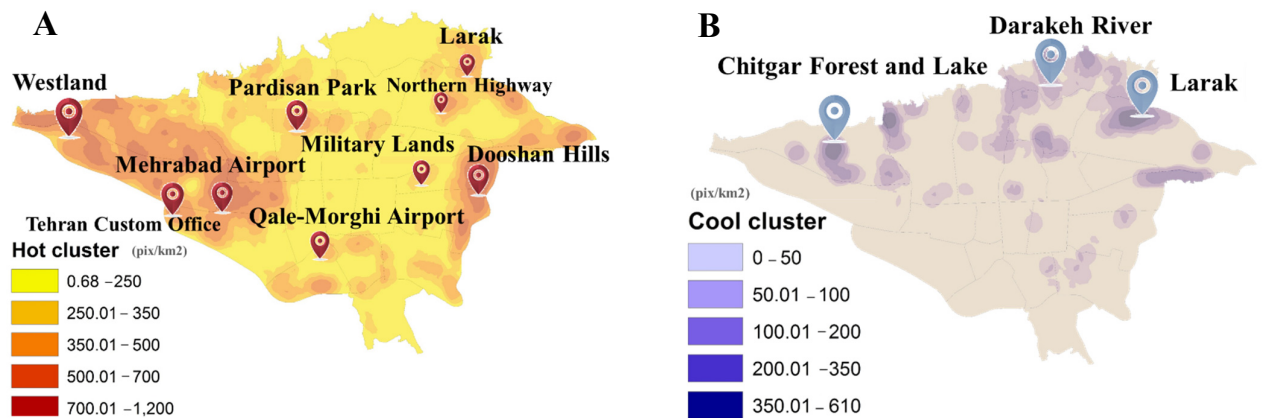 A
Larak
Westland
Pardisan Park
Northern Highway
Military Lands
Mehrabad Airport
Dooshan Hills
Tehran Custom Office
Qale-Morghi Airport
Hot cluster (pix/km2)
0.68 – 250
250.01 – 350
350.01 – 500
500.01 – 700
700.01 – 1,200
B
Darakeh River
Chitgar Forest and Lake
Larak
(pix/km2)
Cool cluster
0 – 50
50.01 – 100
100.01 – 200
200.01 – 350
350.01 – 610